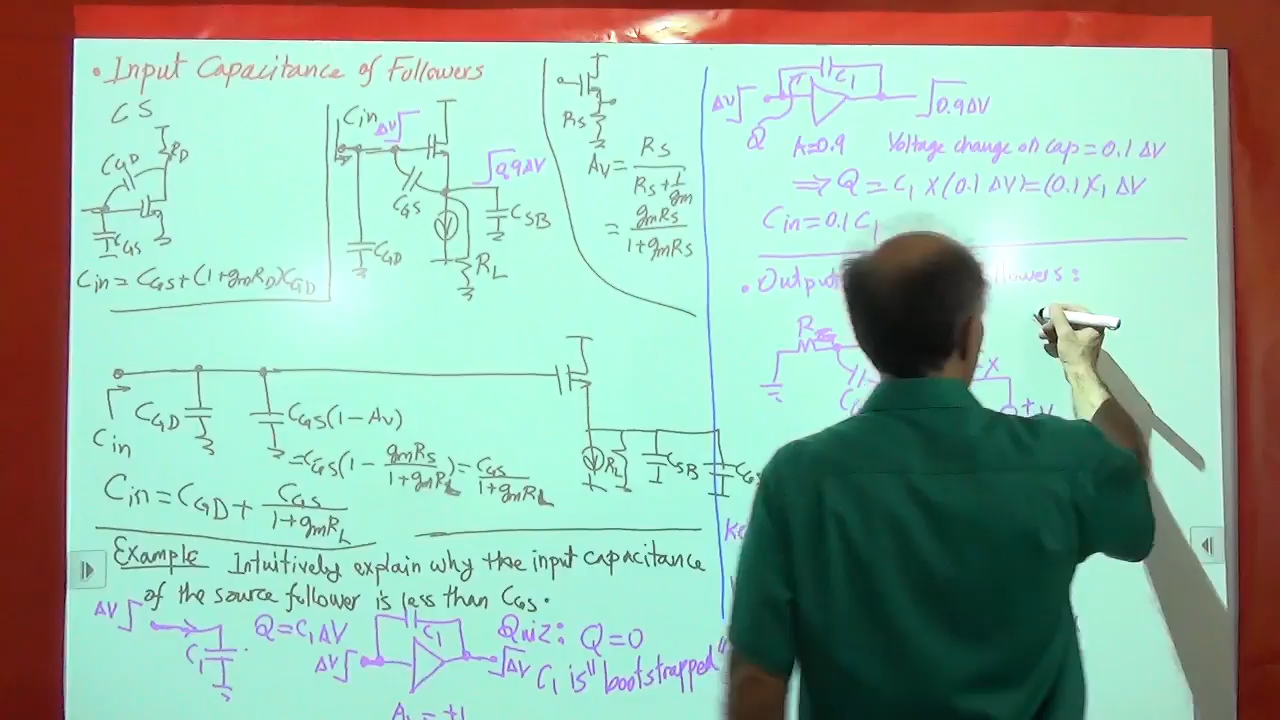 • Input Capacitance of Followers
CS
CGD
RD
CGS
Cin = CGS + (1+gmRD)CGD
Cin
ΔV
0.9ΔV
CGS
CSB
CGD
RL
RS
Av = RS / (RS + 1/gm)
= gmRS / (1+gmRS)
Cin
CGD
CGS(1 - Av)
= CGS(1 - gmRS / (1+gmRL)) = CGS / (1+gmRL)
RL
CSB
Cin = CGD + CGS / (1+gmRL)
Example Intuitively explain why the input capacitance
of the source follower is less than CGS.
ΔV
C1
Q = C1 ΔV
ΔV
C1
ΔV
Quiz: Q = 0
C1 is "bootstrapped"
ΔV
C1
0.9ΔV
Q
A=0.9 Voltage change on cap = 0.1 ΔV
⇒ Q = C1 × (0.1 ΔV) = (0.1)C1 ΔV
Cin = 0.1 C1
• Output
R
X
+